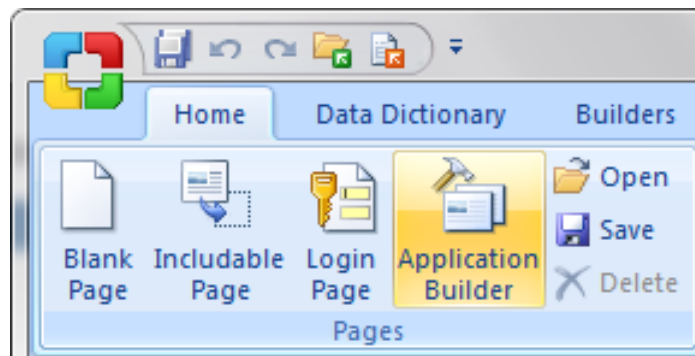 Home Data Dictionary Builders
Blank Page
Includable Page
Login Page
Application Builder
Open
Save
Delete
Pages